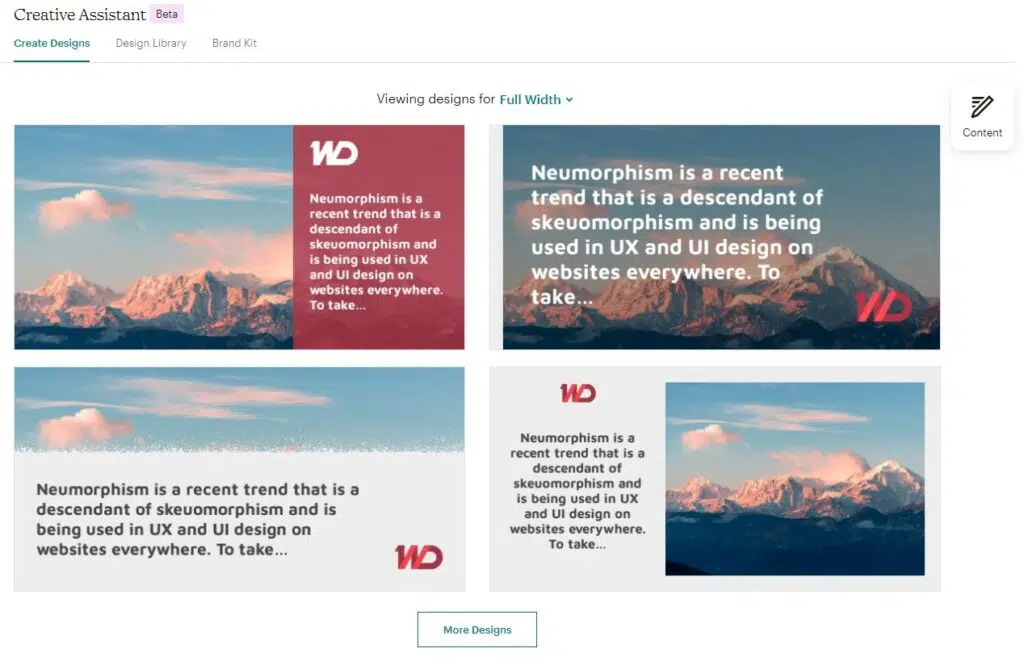 Creative Assistant Beta
Create Designs Design Library Brand Kit
Viewing designs for Full Width
Content
WD
Neumorphism is a
recent trend that is a
descendant of
skeuomorphism and
is being used in UX
and UI design on
websites everywhere.
To take...
Neumorphism is a recent
trend that is a descendant of
skeuomorphism and is being
used in UX and UI design on
websites everywhere. To
take...
WD
Neumorphism is a recent trend that is a
descendant of skeuomorphism and is
being used in UX and UI design on
websites everywhere. To take...
WD
WD
Neumorphism is a
recent trend that is a
descendant of
skeuomorphism and
is being used in UX
and UI design on
websites everywhere.
To take...
More Designs